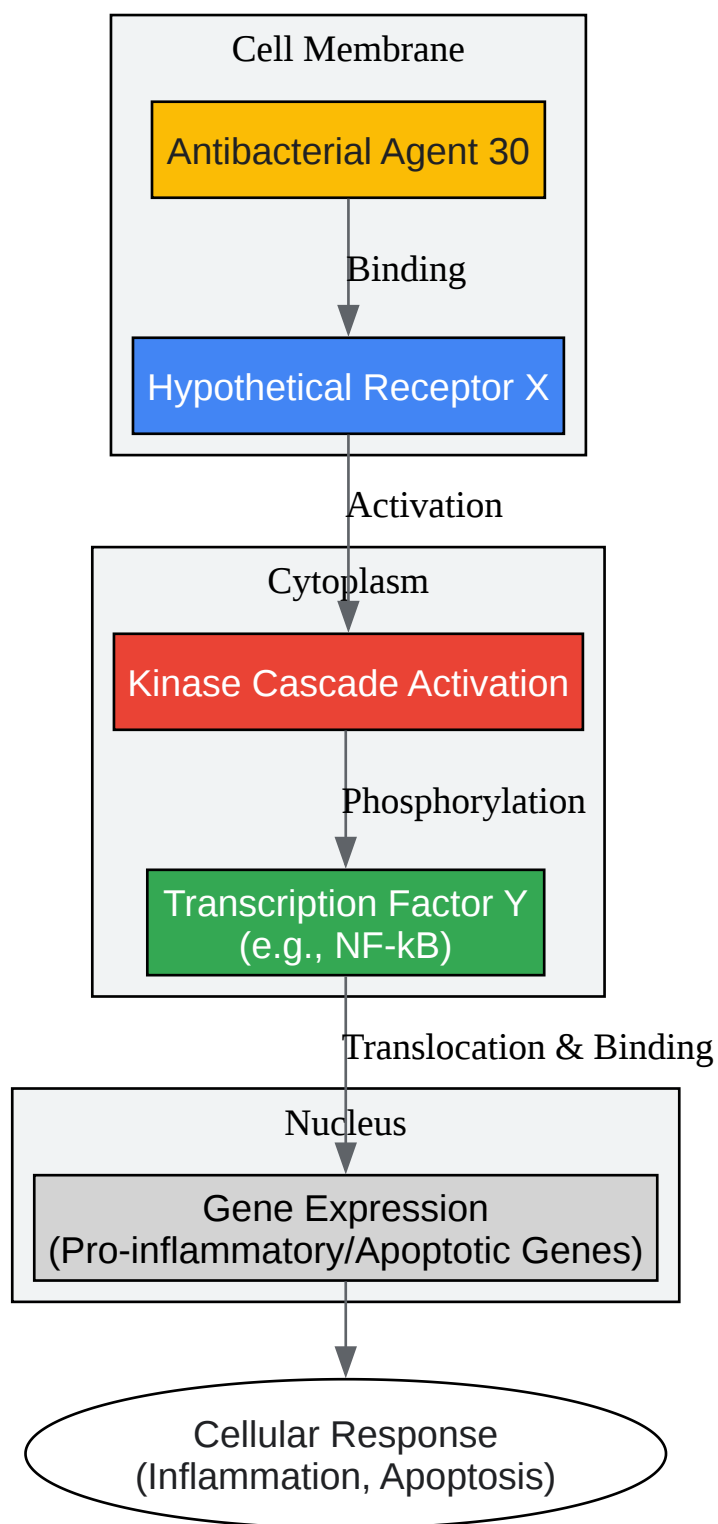 Cell Membrane
Antibacterial Agent 30
Binding
Hypothetical Receptor X
Activation
Cytoplasm
Kinase Cascade Activation
Phosphorylation
Transcription Factor Y
(e.g., NF-kB)
Translocation & Binding
Nucleus
Gene Expression
(Pro-inflammatory/Apoptotic Genes)
Cellular Response
(Inflammation, Apoptosis)